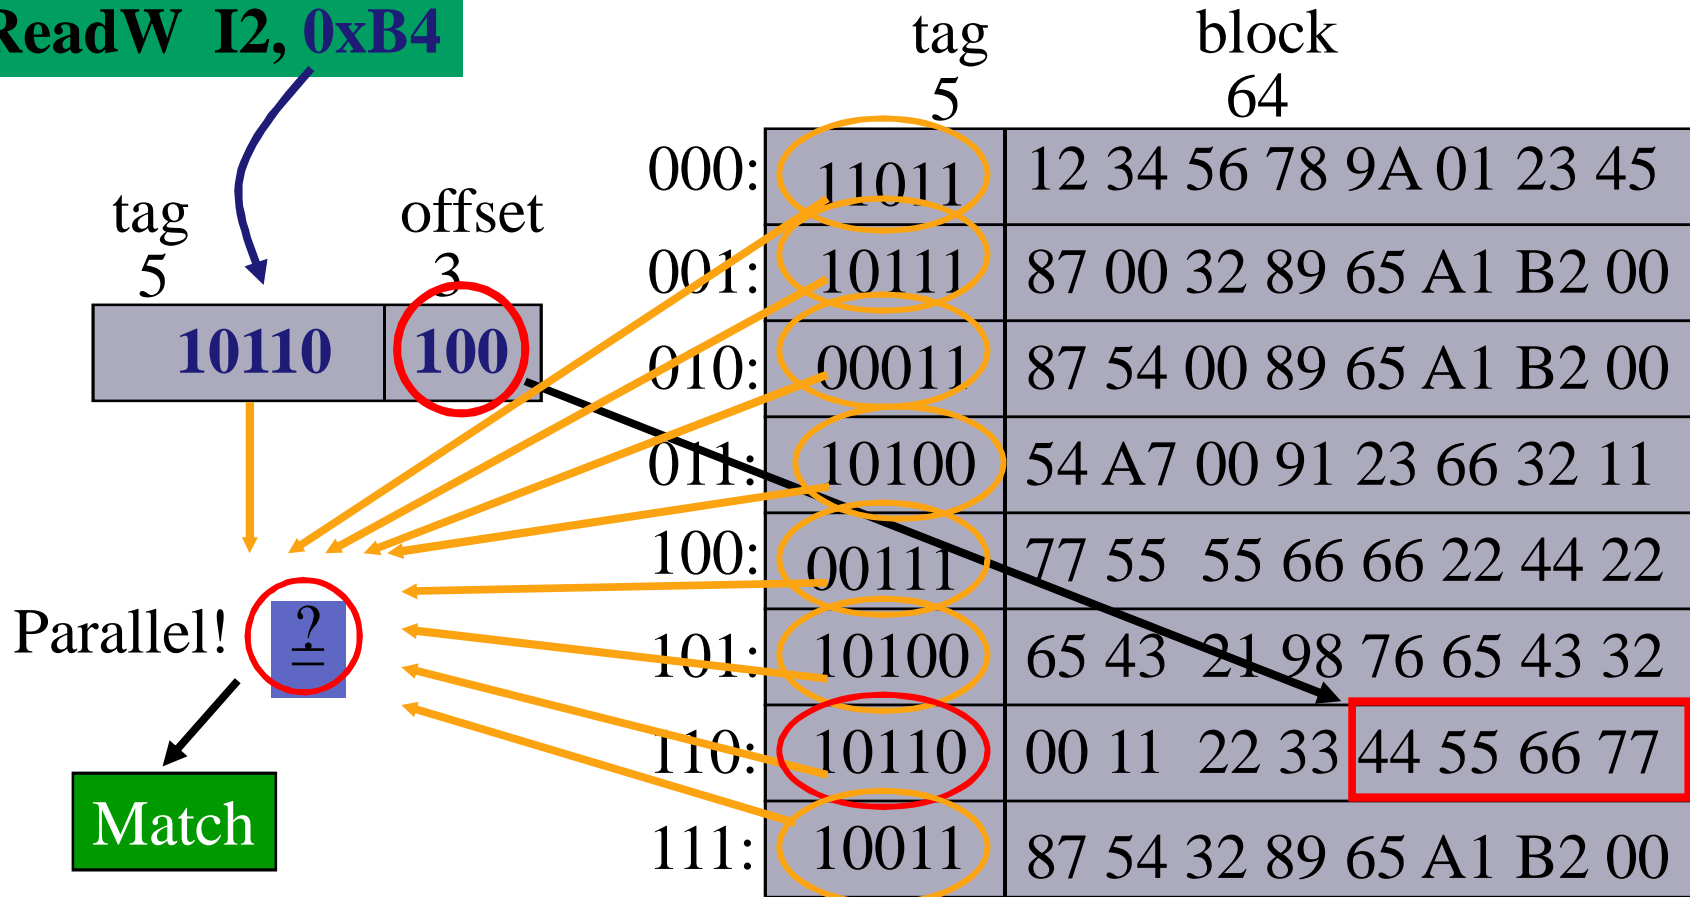 ReadW I2, 0xB4
tag block
5 64
tag offset
5 3
10110 100
000: 11011 12 34 56 78 9A 01 23 45
001: 10111 87 00 32 89 65 A1 B2 00
010: 00011 87 54 00 89 65 A1 B2 00
011: 10100 54 A7 00 91 23 66 32 11
100: 00111 77 55 55 66 66 22 44 22
101: 10100 65 43 21 98 76 65 43 32
110: 10110 00 11 22 33 44 55 66 77
111: 10011 87 54 32 89 65 A1 B2 00
Parallel! ?
=
Match